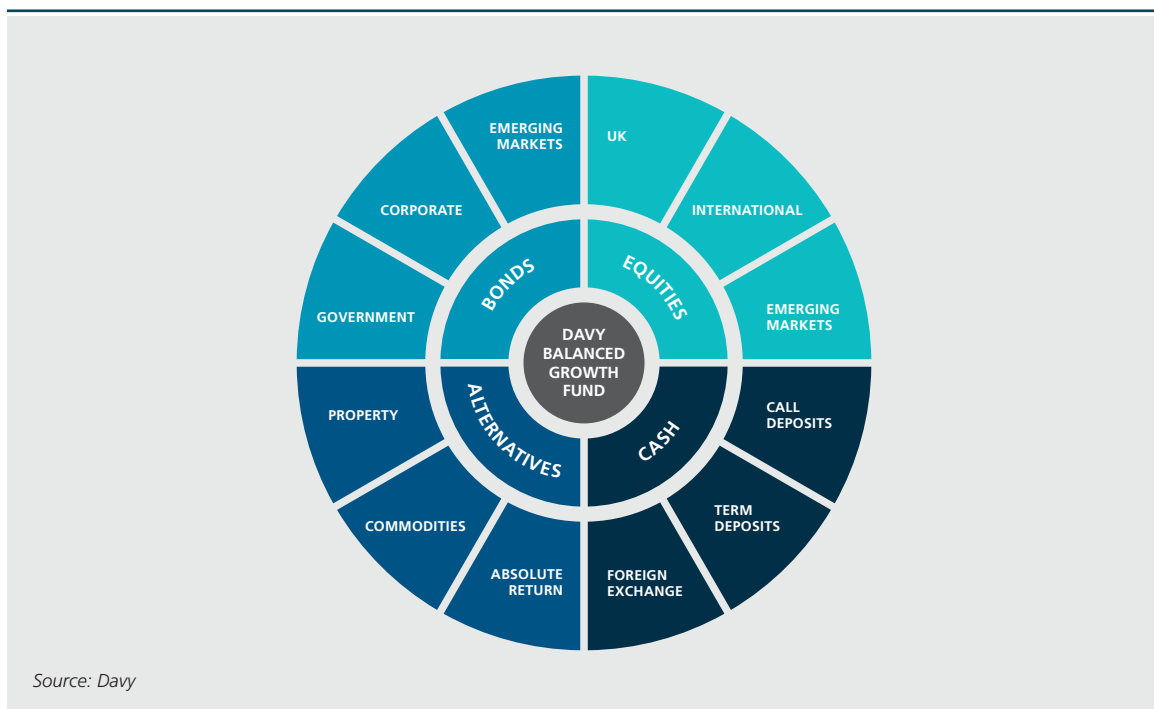 EMERGING
MARKETS
UK
CORPORATE
INTERNATIONAL
GOVERNMENT
EMERGING
MARKETS
BONDS
EQUITIES
DAVY
BALANCED
GROWTH
FUND
ALTERNATIVES
CASH
PROPERTY
CALL
DEPOSITS
COMMODITIES
TERM
DEPOSITS
ABSOLUTE
RETURN
FOREIGN
EXCHANGE
Source: Davy